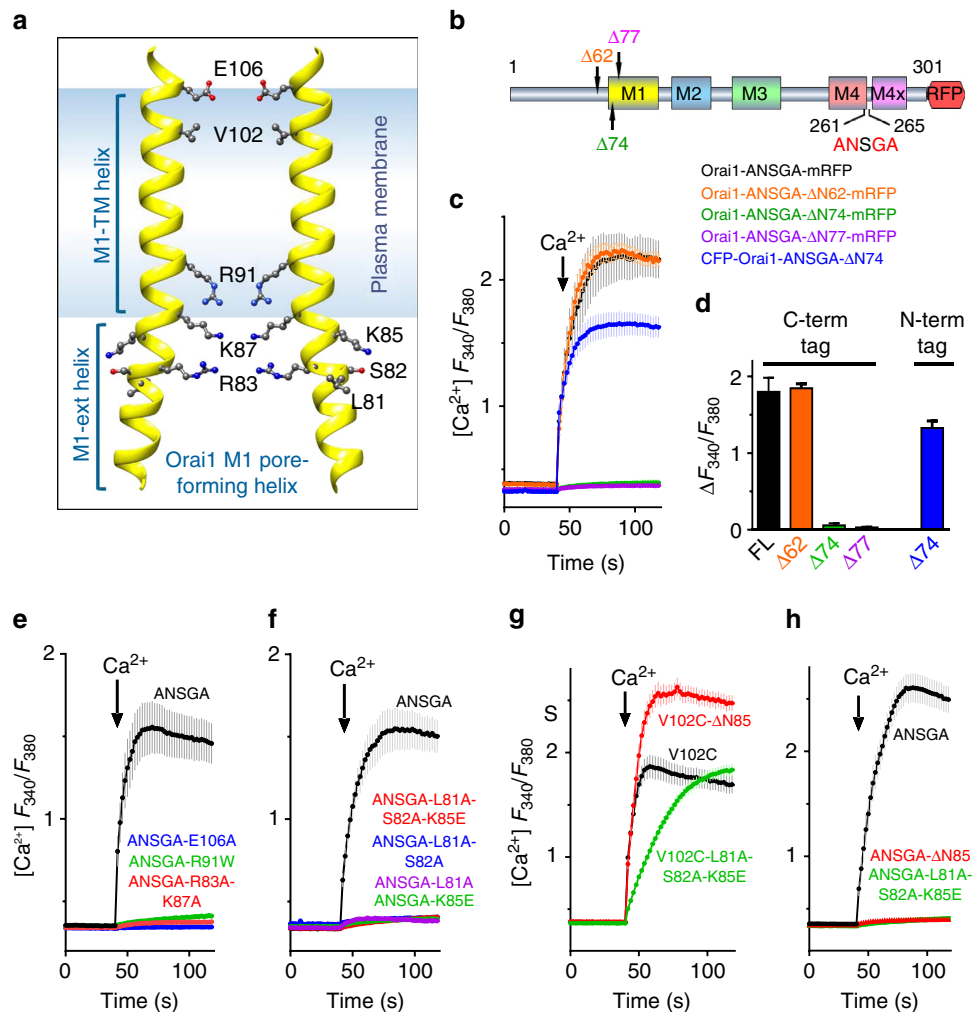 a
E106
V102
M1-TM helix
Plasma membrane
R91
K87
K85
R83
S82
L81
M1-ext helix
Orai1 M1 pore-
forming helix
b
Δ77
Δ62
1
301
M1
M2
M3
M4
M4x
RFP
Δ74
261
265
ANSGA
Orai1-ANSGA-mRFP
Orai1-ANSGA-ΔN62-mRFP
Orai1-ANSGA-ΔN74-mRFP
Orai1-ANSGA-ΔN77-mRFP
CFP-Orai1-ANSGA-ΔN74
c
Ca²⁺
[Ca²⁺] F₃₄₀/F₃₈₀
2
1
0
50
100
Time (s)
d
C-term
tag
N-term
tag
ΔF₃₄₀/F₃₈₀
2
1
0
FL
Δ62
Δ74
Δ77
Δ74
e
Ca²⁺
ANSGA
[Ca²⁺] F₃₄₀/F₃₈₀
2
1
ANSGA-E106A
ANSGA-R91W
ANSGA-R83A-
K87A
0
50
100
Time (s)
f
Ca²⁺
ANSGA
2
1
ANSGA-L81A-
S82A-K85E
ANSGA-L81A-
S82A
ANSGA-L81A
ANSGA-K85E
0
50
100
Time (s)
g
Ca²⁺
S
V102C-ΔN85
V102C
[Ca²⁺] F₃₄₀/F₃₈₀
2
1
V102C-L81A-
S82A-K85E
0
50
100
Time (s)
h
Ca²⁺
ANSGA
2
1
ANSGA-ΔN85
ANSGA-L81A-
S82A-K85E
0
50
100
Time (s)